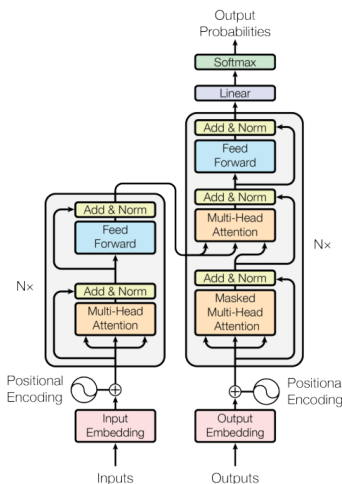 Output
Probabilities
Softmax
Linear
Add & Norm
Feed
Forward
Add & Norm
Multi-Head
Attention
Add & Norm
Masked
Multi-Head
Attention
N×
Add & Norm
Feed
Forward
Add & Norm
Multi-Head
Attention
N×
Positional
Encoding
Positiona
Encoding
Input
Embedding
Output
Embedding
Inputs
Outputs